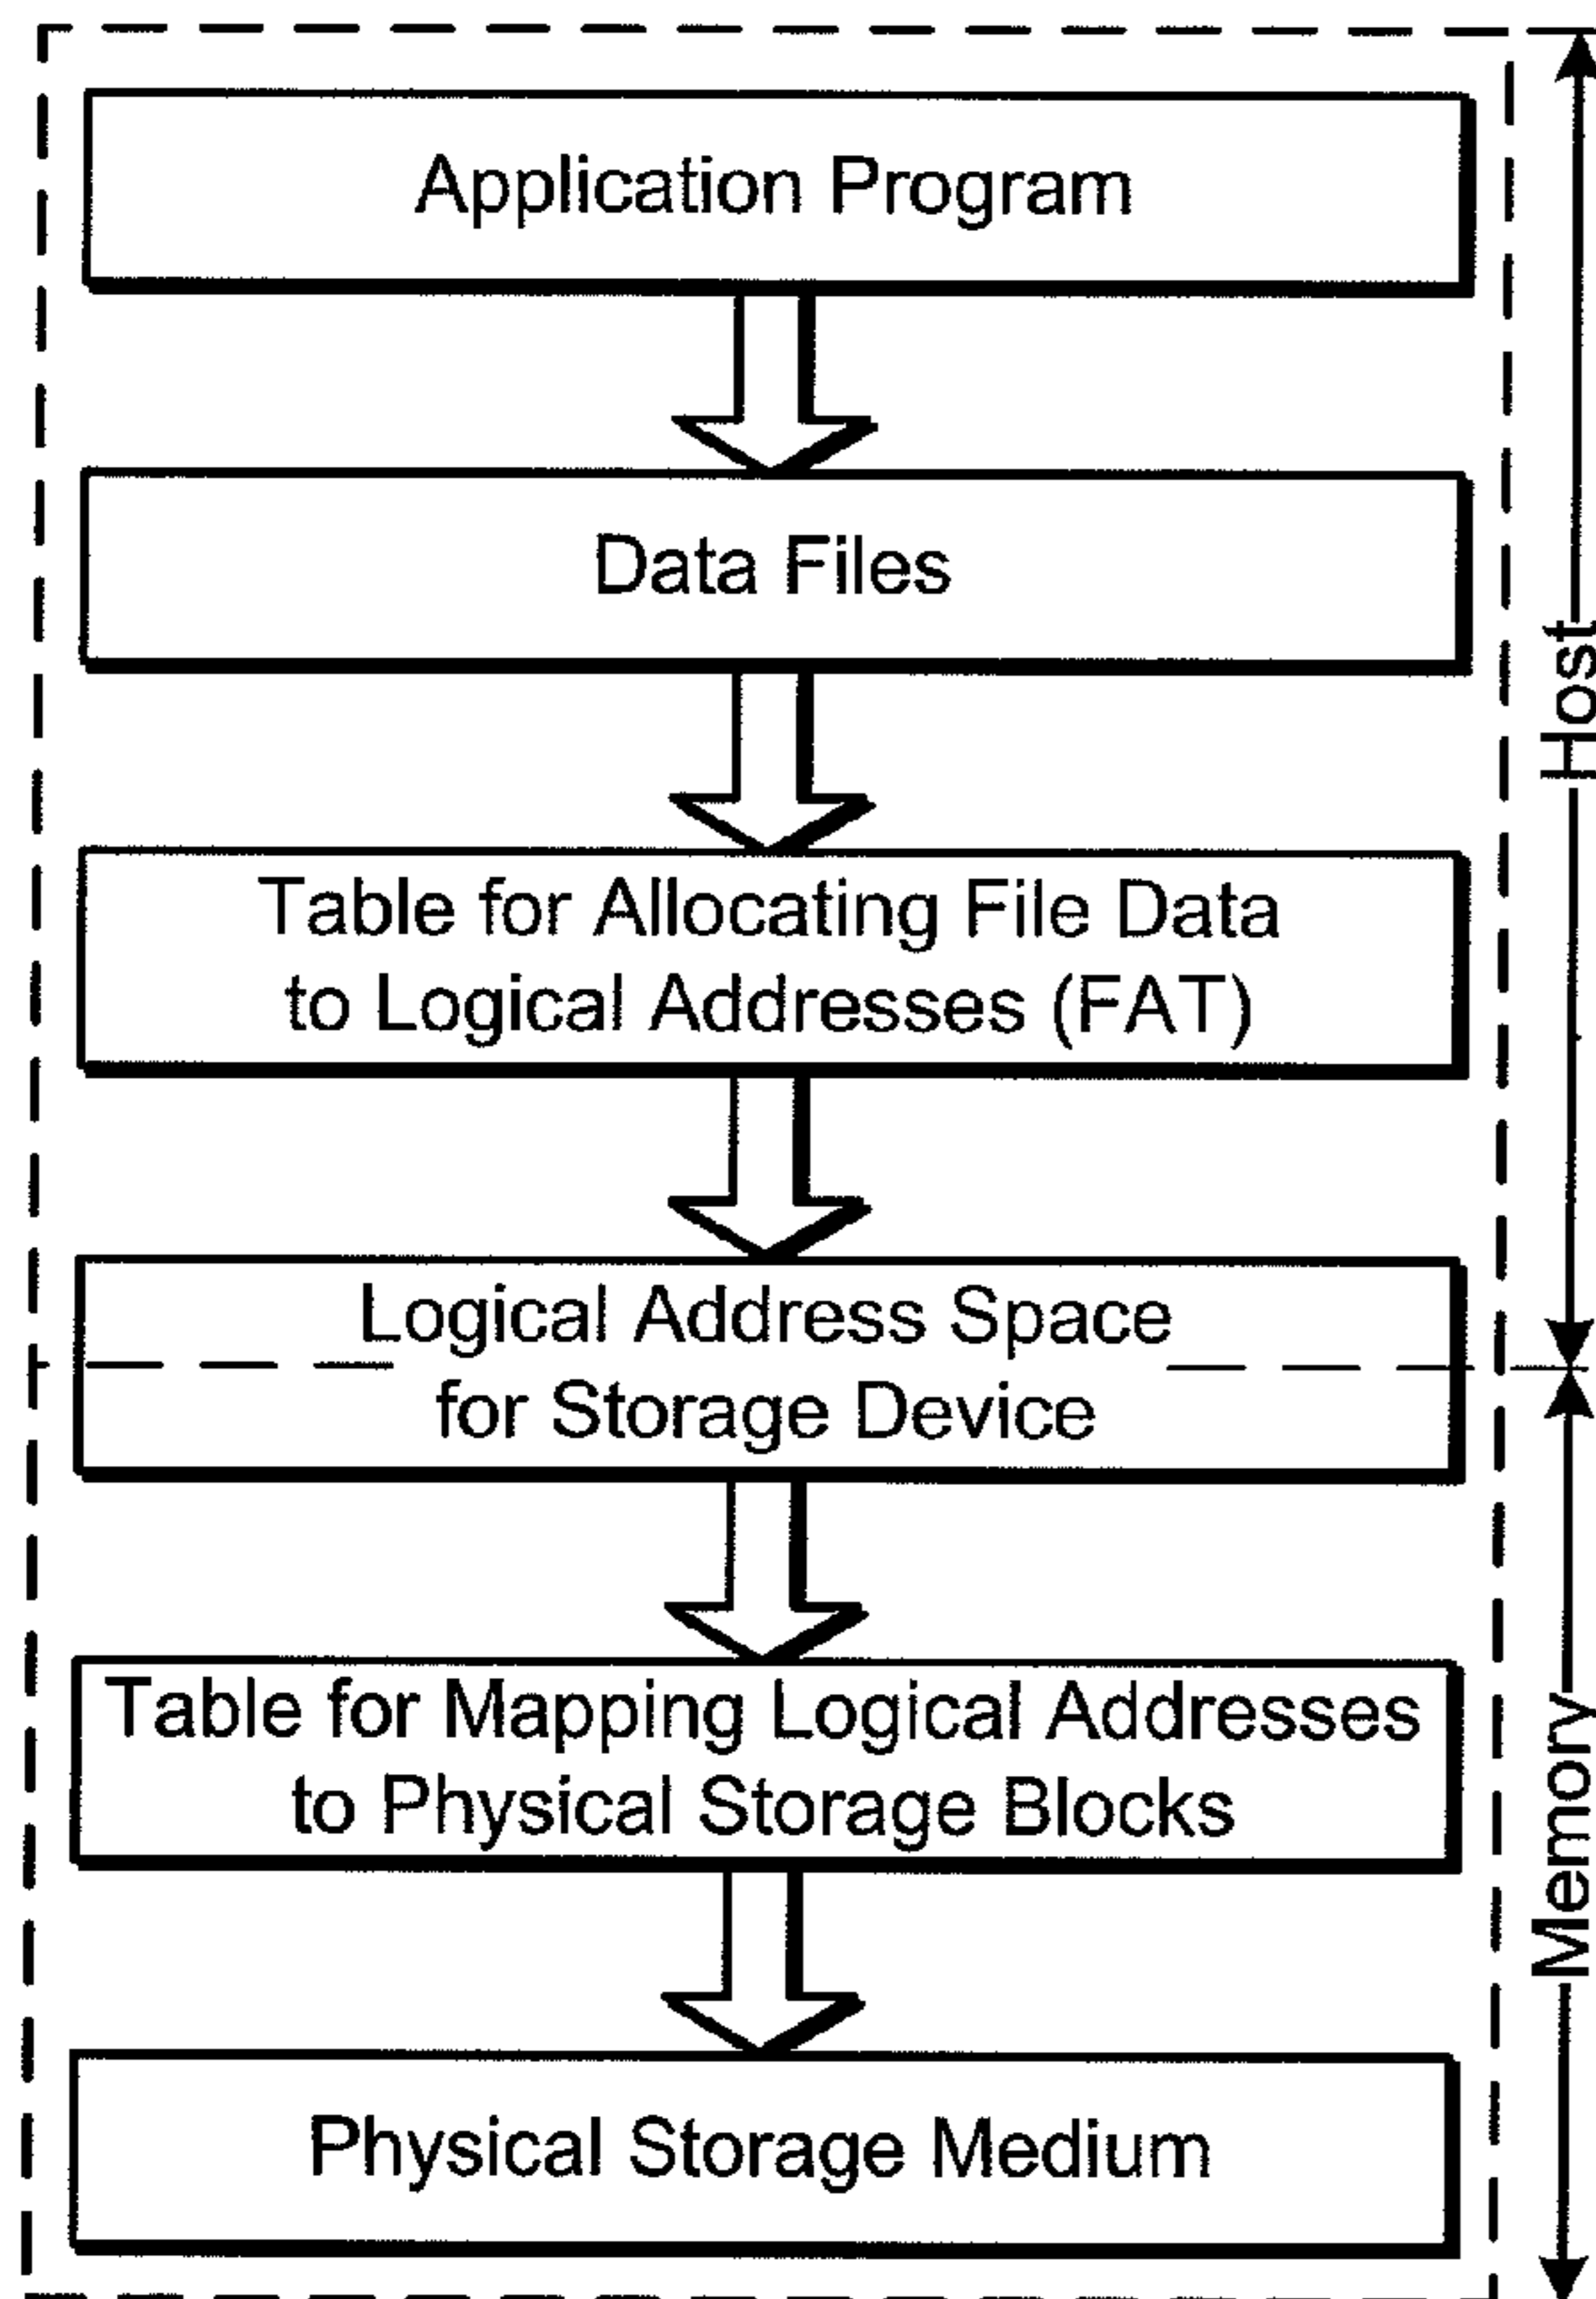 Application Program
Data Files
Table for Allocating File Data
to Logical Addresses (FAT)
Logical Address Space
for Storage Device
Table for Mapping Logical Addresses
to Physical Storage Blocks
Physical Storage Medium
Host
Memory